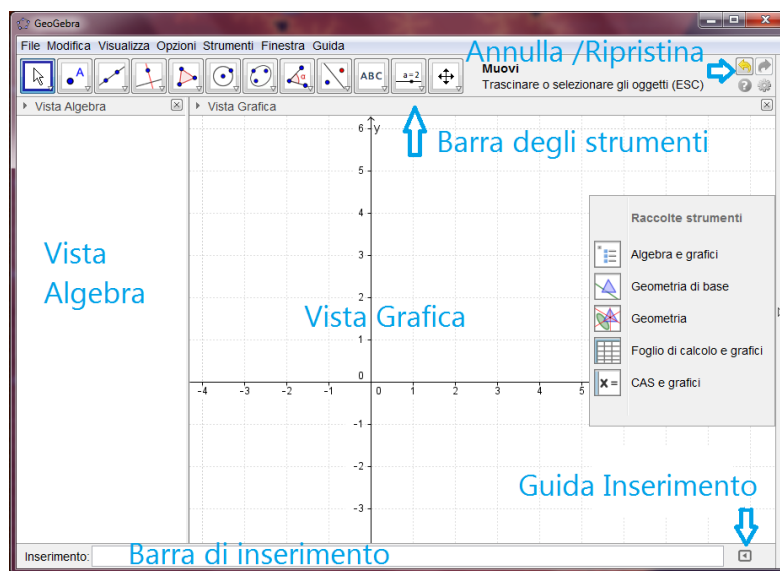 GeoGebra
File Modifica Visualizza Opzioni Strumenti Finestra Guida
Annulla /Ripristina
A
α
ABC
a=2
Muovi
Trascinare o selezionare gli oggetti (ESC)
Vista Algebra
Vista Grafica
Barra degli strumenti
y
6
5
4
3
2
1
0
-1
-2
-3
-4 -3 -2 -1 0 1 2 3 4 5
Vista
Algebra
Vista Grafica
Raccolte strumenti
Algebra e grafici
Geometria di base
Geometria
Foglio di calcolo e grafici
x =
CAS e grafici
Guida Inserimento
Inserimento:
Barra di inserimento